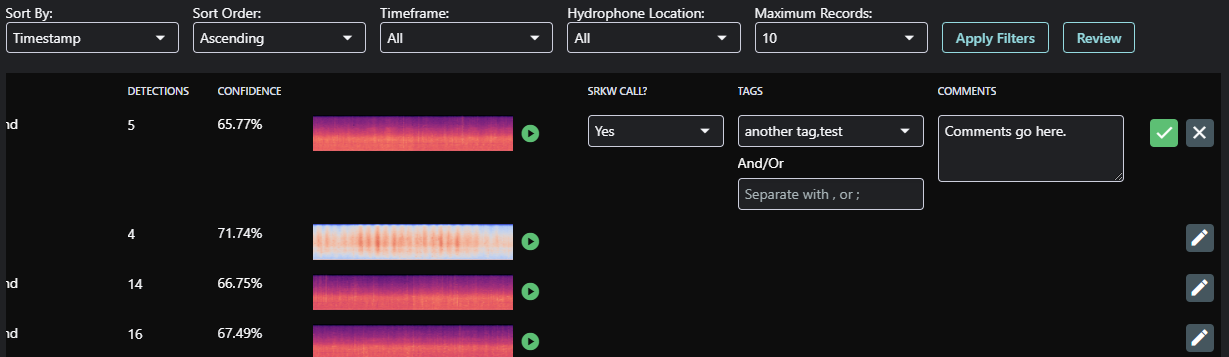 Sort By: Sort Order: Timeframe: Hydrophone Location: Maximum Records:
Timestamp Ascending All All 10 Apply Filters Review
DETECTIONS CONFIDENCE SRKW CALL? TAGS COMMENTS
nd 5 65.77% Yes another tag,test Comments go here.
And/Or
Separate with , or ;
4 71.74%
nd 14 66.75%
nd 16 67.49%